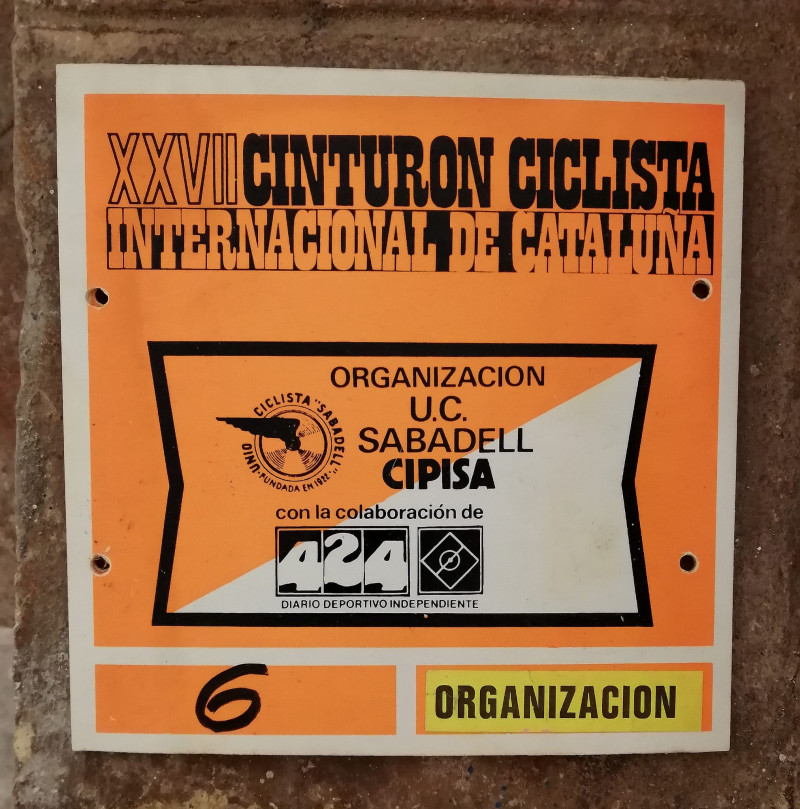 XXVII CINTURON CICLISTA
INTERNACIONAL DE CATALUÑA
ORGANIZACION
U.C.
SABADELL
CIPISA
UNIO CICLISTA "SABADELL"
·FUNDADA EN 1922·
con la colaboración de
424
DIARIO DEPORTIVO INDEPENDIENTE
6
ORGANIZACION